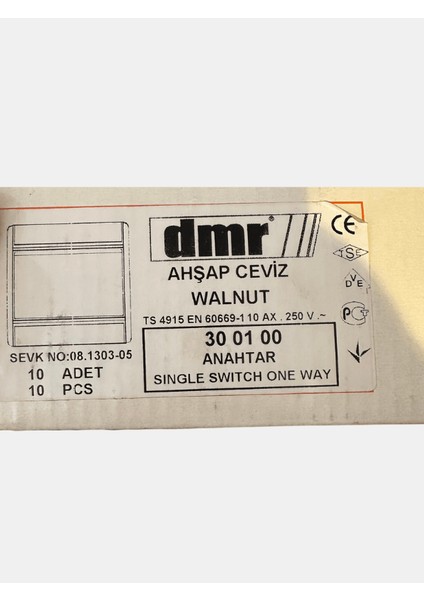 dmr®
AHŞAP CEVİZ
WALNUT
TS 4915 EN 60669-1 10 AX . 250 V .~
30 01 00
ANAHTAR
SINGLE SWITCH ONE WAY
SEVK NO:08.1303-05
10 ADET
10 PCS
CE
TSE
DVE